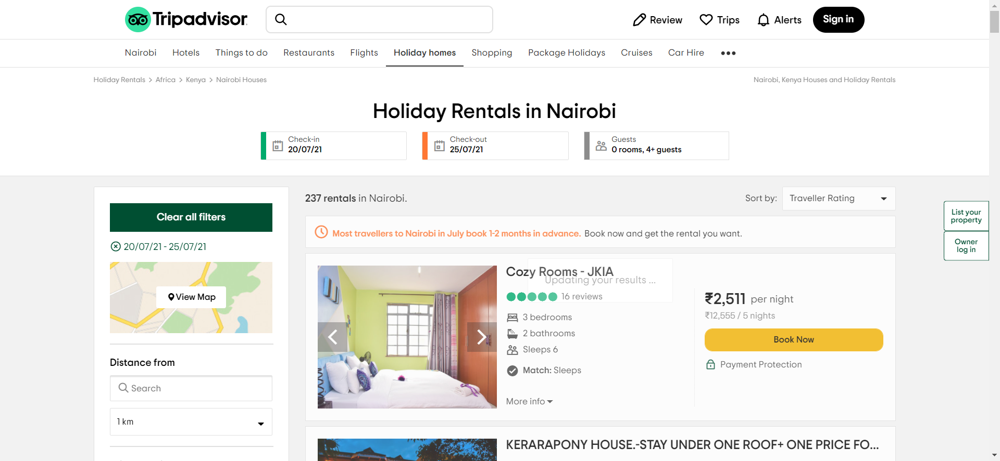 Tripadvisor
Review
Trips
Alerts
Sign in
Nairobi
Hotels
Things to do
Restaurants
Flights
Holiday homes
Shopping
Package Holidays
Cruises
Car Hire
Holiday Rentals > Africa > Kenya > Nairobi Houses
Nairobi, Kenya Houses and Holiday Rentals
Holiday Rentals in Nairobi
Check-in
20/07/21
Check-out
25/07/21
Guests
0 rooms, 4+ guests
Clear all filters
20/07/21 - 25/07/21
View Map
Distance from
Search
1 km
237 rentals in Nairobi.
Sort by:
Traveller Rating
List your
property
Owner
log in
Most travellers to Nairobi in July book 1-2 months in advance. Book now and get the rental you want.
Cozy Rooms - JKIA
Updating your results ...
16 reviews
3 bedrooms
2 bathrooms
Sleeps 6
Match: Sleeps
More info
₹2,511 per night
₹12,555 / 5 nights
Book Now
Payment Protection
KERARAPONY HOUSE.-STAY UNDER ONE ROOF+ ONE PRICE FO...